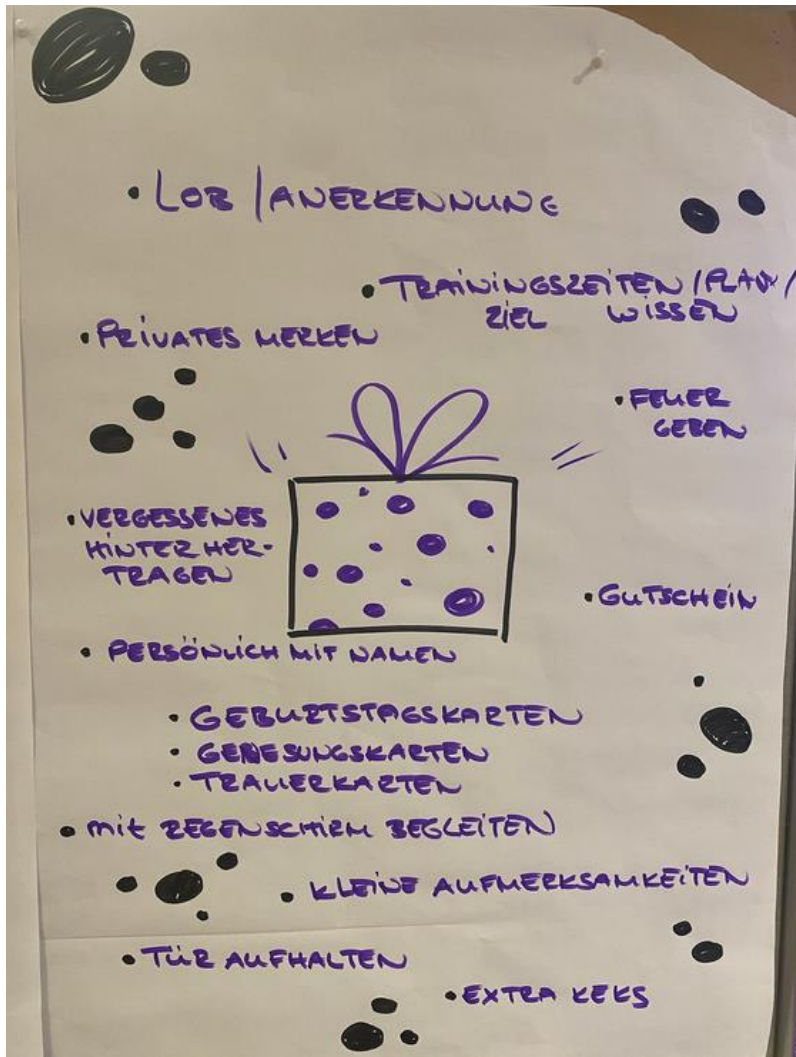 • LOB / ANERKENNUNG
• TRAININGSZEITEN / PLAN /
ZIEL WISSEN
• PRIVATES MERKEN
• FEUER
GEBEN
• VERGESSENES
HINTERHER-
TRAGEN
• GUTSCHEIN
• PERSÖNLICH MIT NAMEN
• GEBURTSTAGSKARTEN
• GENESUNGSKARTEN
• TRAUERKARTEN
• mit REGENSCHIRM BEGLEITEN
• KLEINE AUFMERKSAMKEITEN
• TÜR AUFHALTEN
• EXTRA KEKS